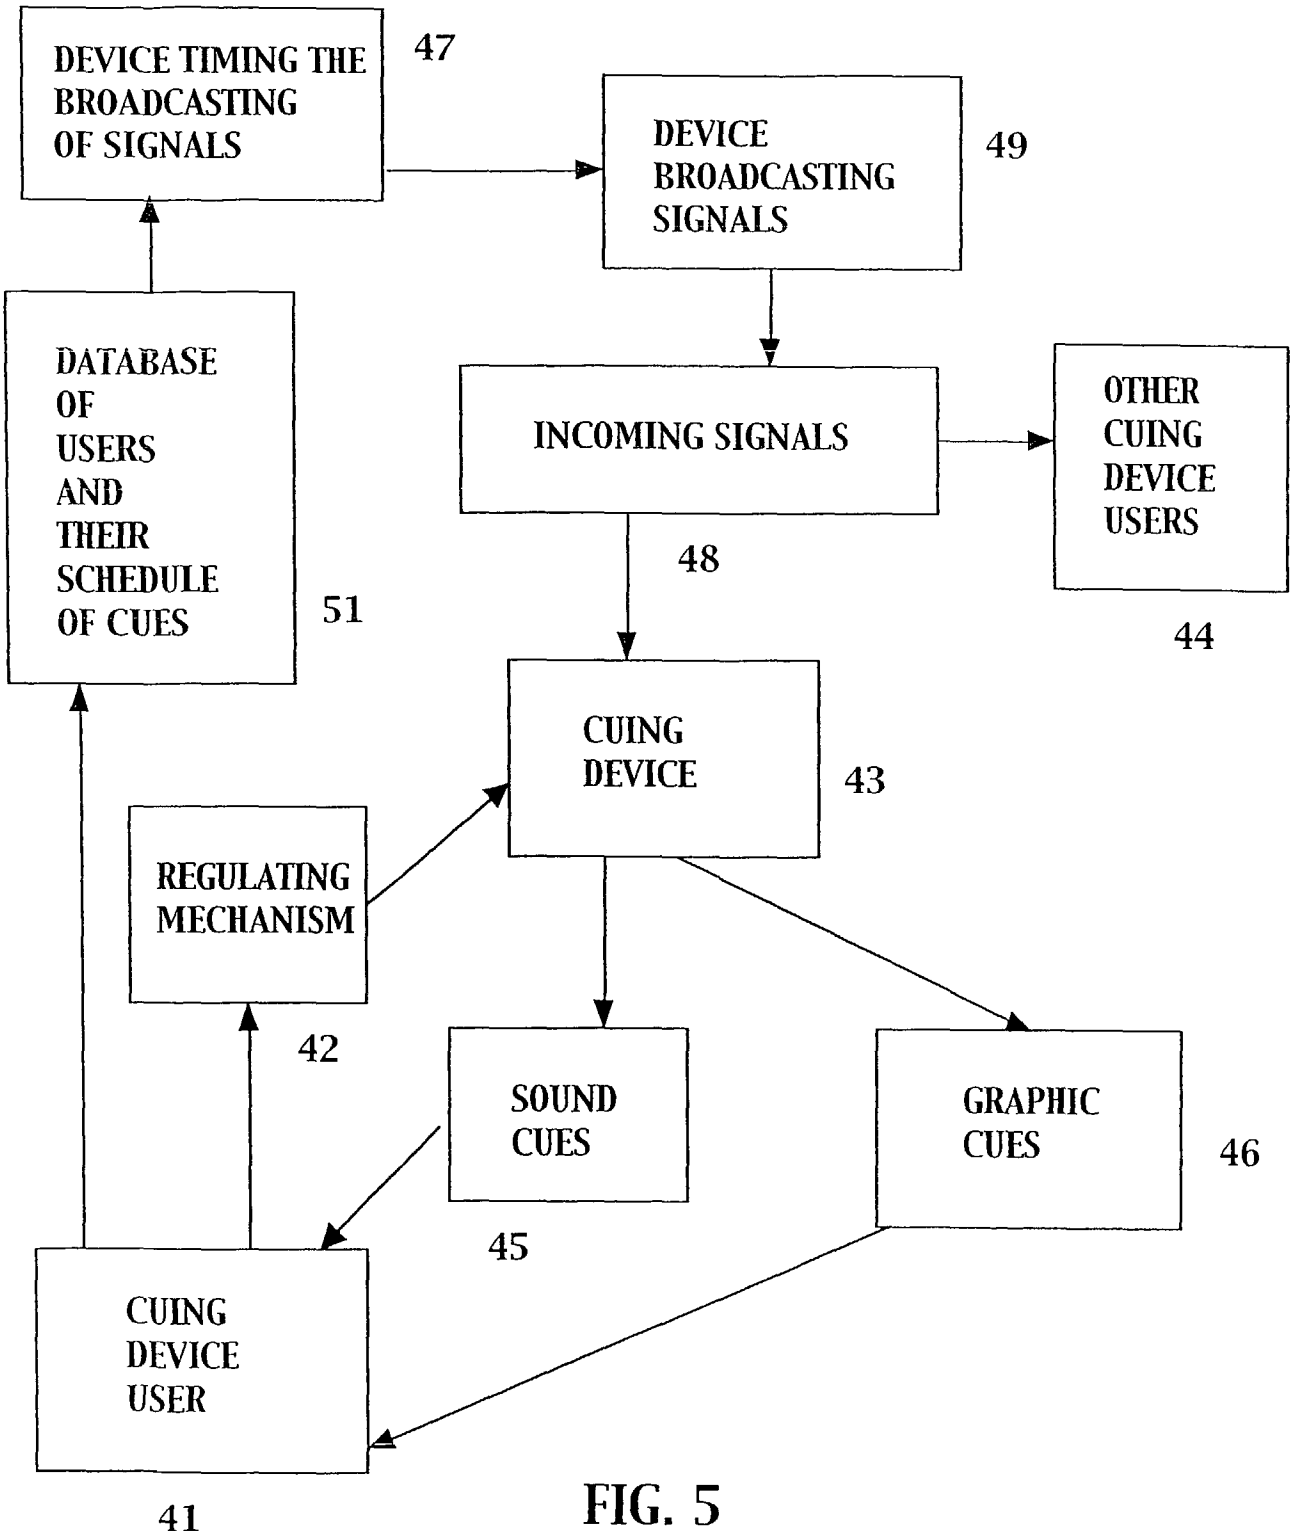 DEVICE TIMING THE
BROADCASTING
OF SIGNALS
47
DEVICE
BROADCASTING
SIGNALS
49
DATABASE
OF
USERS
AND
THEIR
SCHEDULE
OF CUES
51
INCOMING SIGNALS
48
OTHER
CUING
DEVICE
USERS
44
CUING
DEVICE
43
REGULATING
MECHANISM
42
SOUND
CUES
45
GRAPHIC
CUES
46
CUING
DEVICE
USER
41
FIG. 5